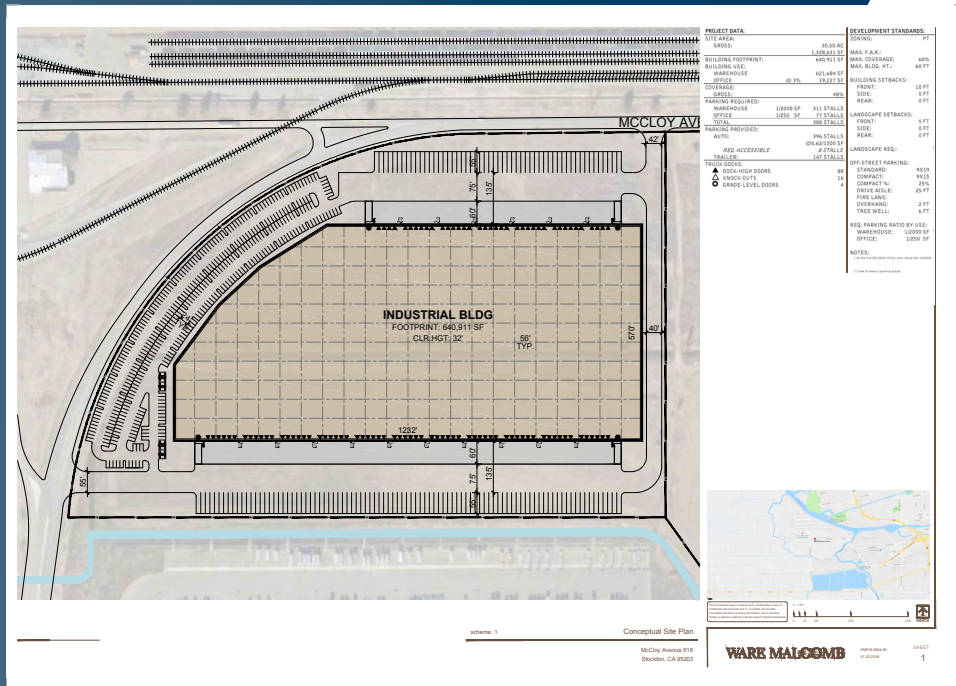 MCCLOY AVE
42'
55'
75'
135'
60'
INDUSTRIAL BLDG
FOOTPRINT: 640,911 SF
CLR.HGT: 32'
56'
TYP.
570'
40'
1232'
60'
75'
135'
55'
55'
PROJECT DATA:
SITE AREA:
GROSS: 30.50 AC
1,328,631 SF
BUILDING FOOTPRINT: 640,911 SF
BUILDING USE:
WAREHOUSE 621,684 SF
OFFICE @ 3% 19,227 SF
COVERAGE:
GROSS: 48%
PARKING REQUIRED:
WAREHOUSE 1/2000 SF 311 STALLS
OFFICE 1/250 SF 77 STALLS
TOTAL 388 STALLS
PARKING PROVIDED:
AUTO: 396 STALLS
@0.62/1000 SF
REQ. ACCESSIBLE 8 STALLS
TRAILER: 147 STALLS
TRUCK DOCKS:
DOCK-HIGH DOORS 88
KNOCK-OUTS 16
GRADE-LEVEL DOORS 4
DEVELOPMENT STANDARDS:
ZONING: PT
MAX. F.A.R.:
MAX. COVERAGE: 60%
MAX. BLDG. HT.: 60 FT
BUILDING SETBACKS:
FRONT: 10 FT
SIDE: 0 FT
REAR: 0 FT
LANDSCAPE SETBACKS:
FRONT: 5 FT
SIDE: 0 FT
REAR: 0 FT
LANDSCAPE REQ.:
OFF-STREET PARKING:
STANDARD: 9X19
COMPACT: 9X15
COMPACT %: 25%
DRIVE AISLE: 25 FT
FIRE LANE:
OVERHANG: 2 FT
TREE WELL: 6 FT
REQ. PARKING RATIO BY USE:
WAREHOUSE: 1/2000 SF
OFFICE: 1/250 SF
NOTES:
NORTH
scheme: 1
Conceptual Site Plan
McCloy Avenue 618
Stockton, CA 95203
WARE MALCOMB
SHEET
1